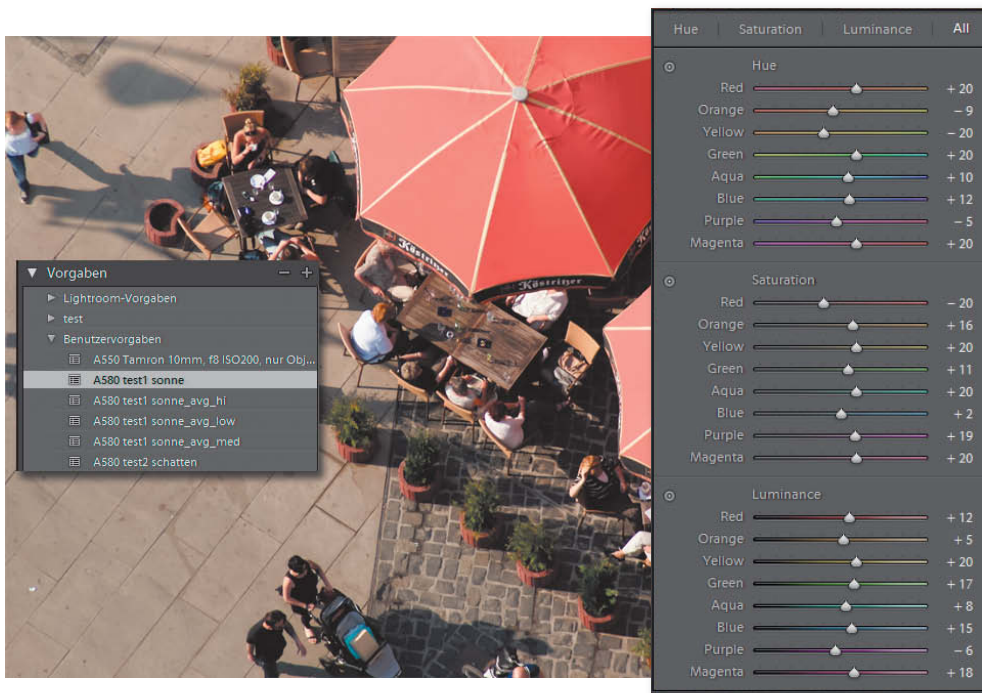 Köstritzer
Köstritzer
Vorgaben − +
Lightroom-Vorgaben
test
Benutzervorgaben
A550 Tamron 10mm, f8 ISO200, nur Obj...
A580 test1 sonne
A580 test1 sonne_avg_hi
A580 test1 sonne_avg_low
A580 test1 sonne_avg_med
A580 test2 schatten
Hue Saturation Luminance All
Hue
Red + 20
Orange − 9
Yellow − 20
Green + 20
Aqua + 10
Blue + 12
Purple − 5
Magenta + 20
Saturation
Red − 20
Orange + 16
Yellow + 20
Green + 11
Aqua + 20
Blue + 2
Purple + 19
Magenta + 20
Luminance
Red + 12
Orange + 5
Yellow + 20
Green + 17
Aqua + 8
Blue + 15
Purple − 6
Magenta + 18